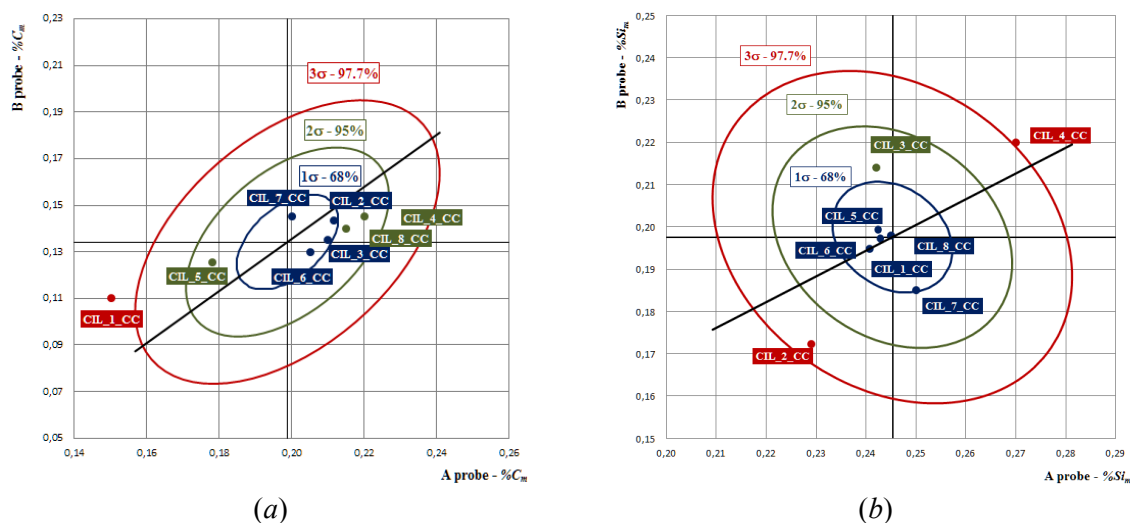 B probe - %Cm
0,23
0,21
0,19
0,17
0,15
0,13
0,11
0,09
0,07
0,05
3σ - 97.7%
2σ - 95%
1σ - 68%
CIL_7_CC
CIL_2_CC
CIL_4_CC
CIL_8_CC
CIL_3_CC
CIL_6_CC
CIL_5_CC
CIL_1_CC
0,14 0,16 0,18 0,20 0,22 0,24 0,26
A probe - %Cm
(a)
B probe - %Sim
0,25
0,24
0,23
0,22
0,21
0,20
0,19
0,18
0,17
0,16
0,15
3σ - 97.7%
2σ - 95%
1σ - 68%
CIL_4_CC
CIL_3_CC
CIL_5_CC
CIL_6_CC
CIL_8_CC
CIL_1_CC
CIL_7_CC
CIL_2_CC
0,20 0,21 0,22 0,23 0,24 0,25 0,26 0,27 0,28 0,29
A probe - %Sim
(b)